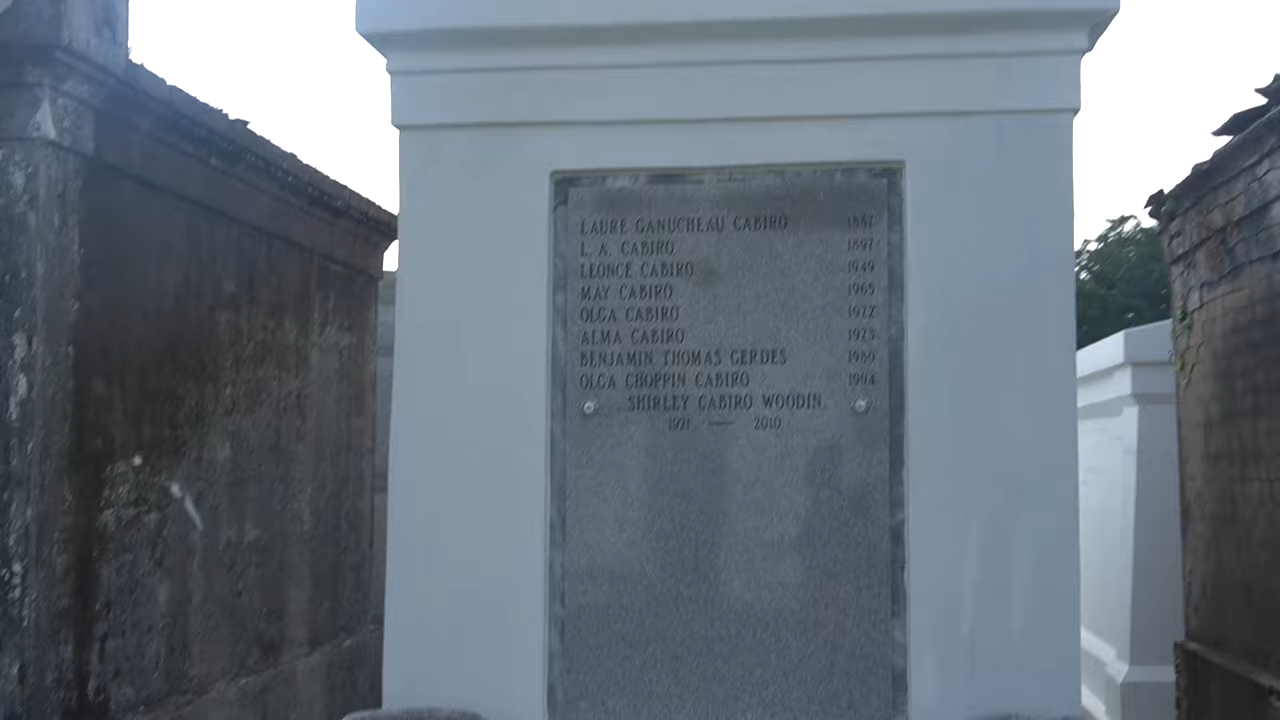 LAURE GANUCHEAU CABIRO 1887
L. A. CABIRO 1897
LEONCE CABIRO 1949
MAY CABIRO 1965
OLGA CABIRO 1972
ALMA CABIRO 1973
BENJAMIN THOMAS GERDES 1980
OLGA CHOPPIN CABIRO 1994
SHIRLEY CABIRO WOODIN
1921 — 2010